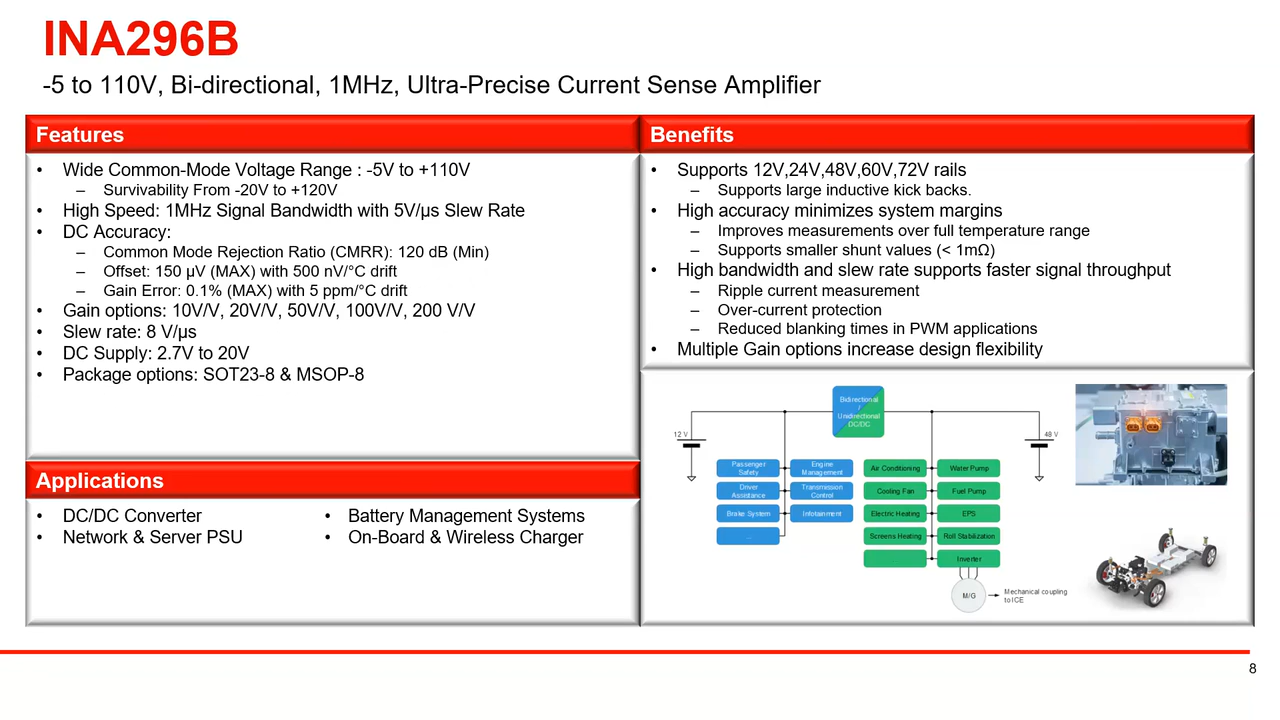 INA296B
-5 to 110V, Bi-directional, 1MHz, Ultra-Precise Current Sense Amplifier
Features
• Wide Common-Mode Voltage Range : -5V to +110V
– Survivability From -20V to +120V
• High Speed: 1MHz Signal Bandwidth with 5V/µs Slew Rate
• DC Accuracy:
– Common Mode Rejection Ratio (CMRR): 120 dB (Min)
– Offset: 150 µV (MAX) with 500 nV/°C drift
– Gain Error: 0.1% (MAX) with 5 ppm/°C drift
• Gain options: 10V/V, 20V/V, 50V/V, 100V/V, 200 V/V
• Slew rate: 8 V/µs
• DC Supply: 2.7V to 20V
• Package options: SOT23-8 & MSOP-8
Applications
• DC/DC Converter
• Network & Server PSU
• Battery Management Systems
• On-Board & Wireless Charger
Benefits
• Supports 12V,24V,48V,60V,72V rails
– Supports large inductive kick backs.
• High accuracy minimizes system margins
– Improves measurements over full temperature range
– Supports smaller shunt values (< 1mΩ)
• High bandwidth and slew rate supports faster signal throughput
– Ripple current measurement
– Over-current protection
– Reduced blanking times in PWM applications
• Multiple Gain options increase design flexibility
Bidirectional
/
Unidirectional
DC/DC
12 V
48 V
Passenger
Safety
Engine
Management
Driver
Assistance
Transmission
Control
Brake System
Infotainment
...
Air Conditioning
Water Pump
Cooling Fan
Fuel Pump
Electric Heating
EPS
Screens Heating
Roll Stabilization
Inverter
M/G
Mechanical coupling
to ICE
8